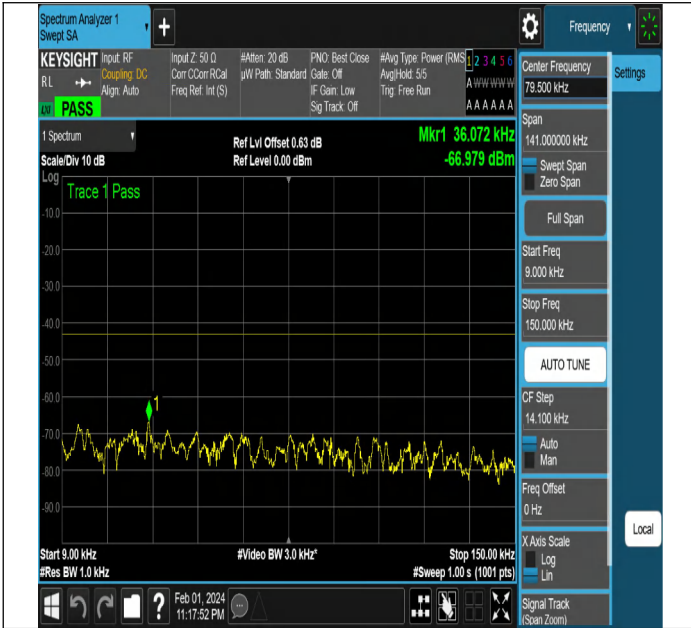 Spectrum Analyzer 1
Swept SA
+
Frequency
KEYSIGHT
RL
Input: RF
Coupling: DC
Align: Auto
Input Z: 50 Ω
Corr CCorr RCal
Freq Ref: Int (S)
#Atten: 20 dB
µW Path: Standard
PNO: Best Close
Gate: Off
IF Gain: Low
Sig Track: Off
#Avg Type: Power (RMS
Avg|Hold: 5/5
Trig: Free Run
1 2 3 4 5 6
A W W W W W
A A A A A A
LXI
PASS
1 Spectrum
Scale/Div 10 dB
Ref Lvl Offset 0.63 dB
Ref Level 0.00 dBm
Mkr1 36.072 kHz
-66.979 dBm
Log
Trace 1 Pass
-10.0
-20.0
-30.0
-40.0
-50.0
-60.0
-70.0
-80.0
-90.0
1
Start 9.00 kHz
#Res BW 1.0 kHz
#Video BW 3.0 kHz*
Stop 150.00 kHz
#Sweep 1.00 s (1001 pts)
Feb 01, 2024
11:17:52 PM
?
Center Frequency
79.500 kHz
Span
141.000000 kHz
Swept Span
Zero Span
Full Span
Start Freq
9.000 kHz
Stop Freq
150.000 kHz
AUTO TUNE
CF Step
14.100 kHz
Auto
Man
Freq Offset
0 Hz
X Axis Scale
Log
Lin
Signal Track
(Span Zoom)
Settings
Local